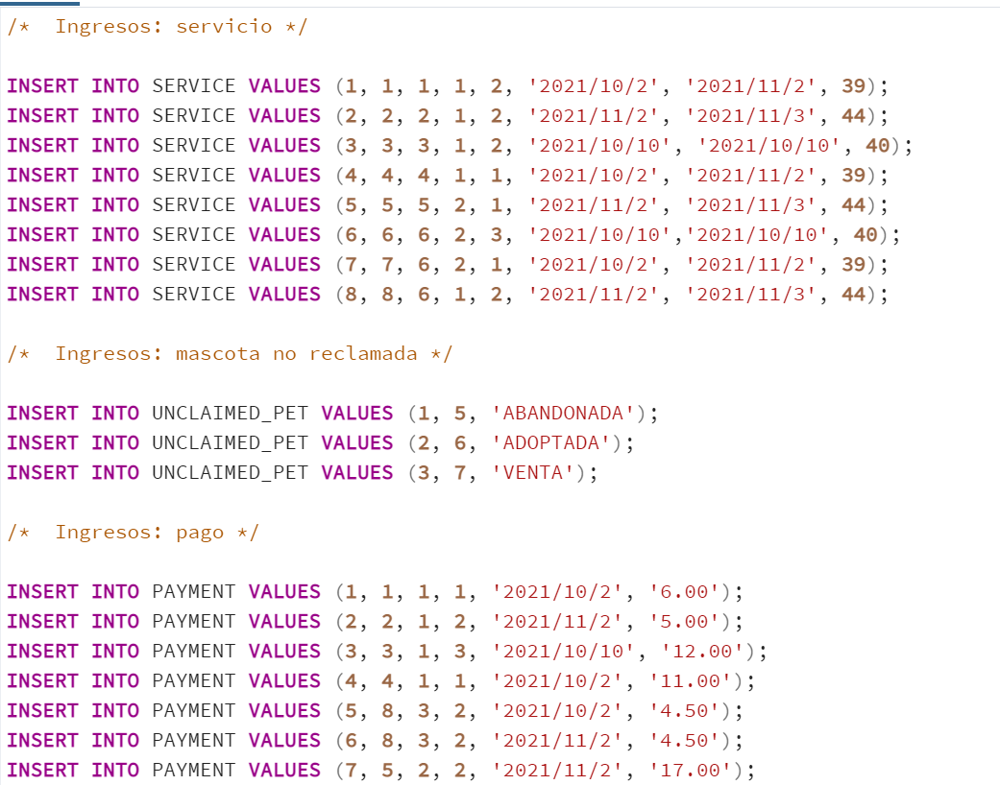 /*  Ingresos: servicio */
INSERT INTO SERVICE VALUES (1, 1, 1, 1, 2, '2021/10/2', '2021/11/2', 39);
INSERT INTO SERVICE VALUES (2, 2, 2, 1, 2, '2021/11/2', '2021/11/3', 44);
INSERT INTO SERVICE VALUES (3, 3, 3, 1, 2, '2021/10/10', '2021/10/10', 40);
INSERT INTO SERVICE VALUES (4, 4, 4, 1, 1, '2021/10/2', '2021/11/2', 39);
INSERT INTO SERVICE VALUES (5, 5, 5, 2, 1, '2021/11/2', '2021/11/3', 44);
INSERT INTO SERVICE VALUES (6, 6, 6, 2, 3, '2021/10/10','2021/10/10', 40);
INSERT INTO SERVICE VALUES (7, 7, 6, 2, 1, '2021/10/2', '2021/11/2', 39);
INSERT INTO SERVICE VALUES (8, 8, 6, 1, 2, '2021/11/2', '2021/11/3', 44);
/*  Ingresos: mascota no reclamada */
INSERT INTO UNCLAIMED_PET VALUES (1, 5, 'ABANDONADA');
INSERT INTO UNCLAIMED_PET VALUES (2, 6, 'ADOPTADA');
INSERT INTO UNCLAIMED_PET VALUES (3, 7, 'VENTA');
/*  Ingresos: pago */
INSERT INTO PAYMENT VALUES (1, 1, 1, 1, '2021/10/2', '6.00');
INSERT INTO PAYMENT VALUES (2, 2, 1, 2, '2021/11/2', '5.00');
INSERT INTO PAYMENT VALUES (3, 3, 1, 3, '2021/10/10', '12.00');
INSERT INTO PAYMENT VALUES (4, 4, 1, 1, '2021/10/2', '11.00');
INSERT INTO PAYMENT VALUES (5, 8, 3, 2, '2021/10/2', '4.50');
INSERT INTO PAYMENT VALUES (6, 8, 3, 2, '2021/11/2', '4.50');
INSERT INTO PAYMENT VALUES (7, 5, 2, 2, '2021/11/2', '17.00');